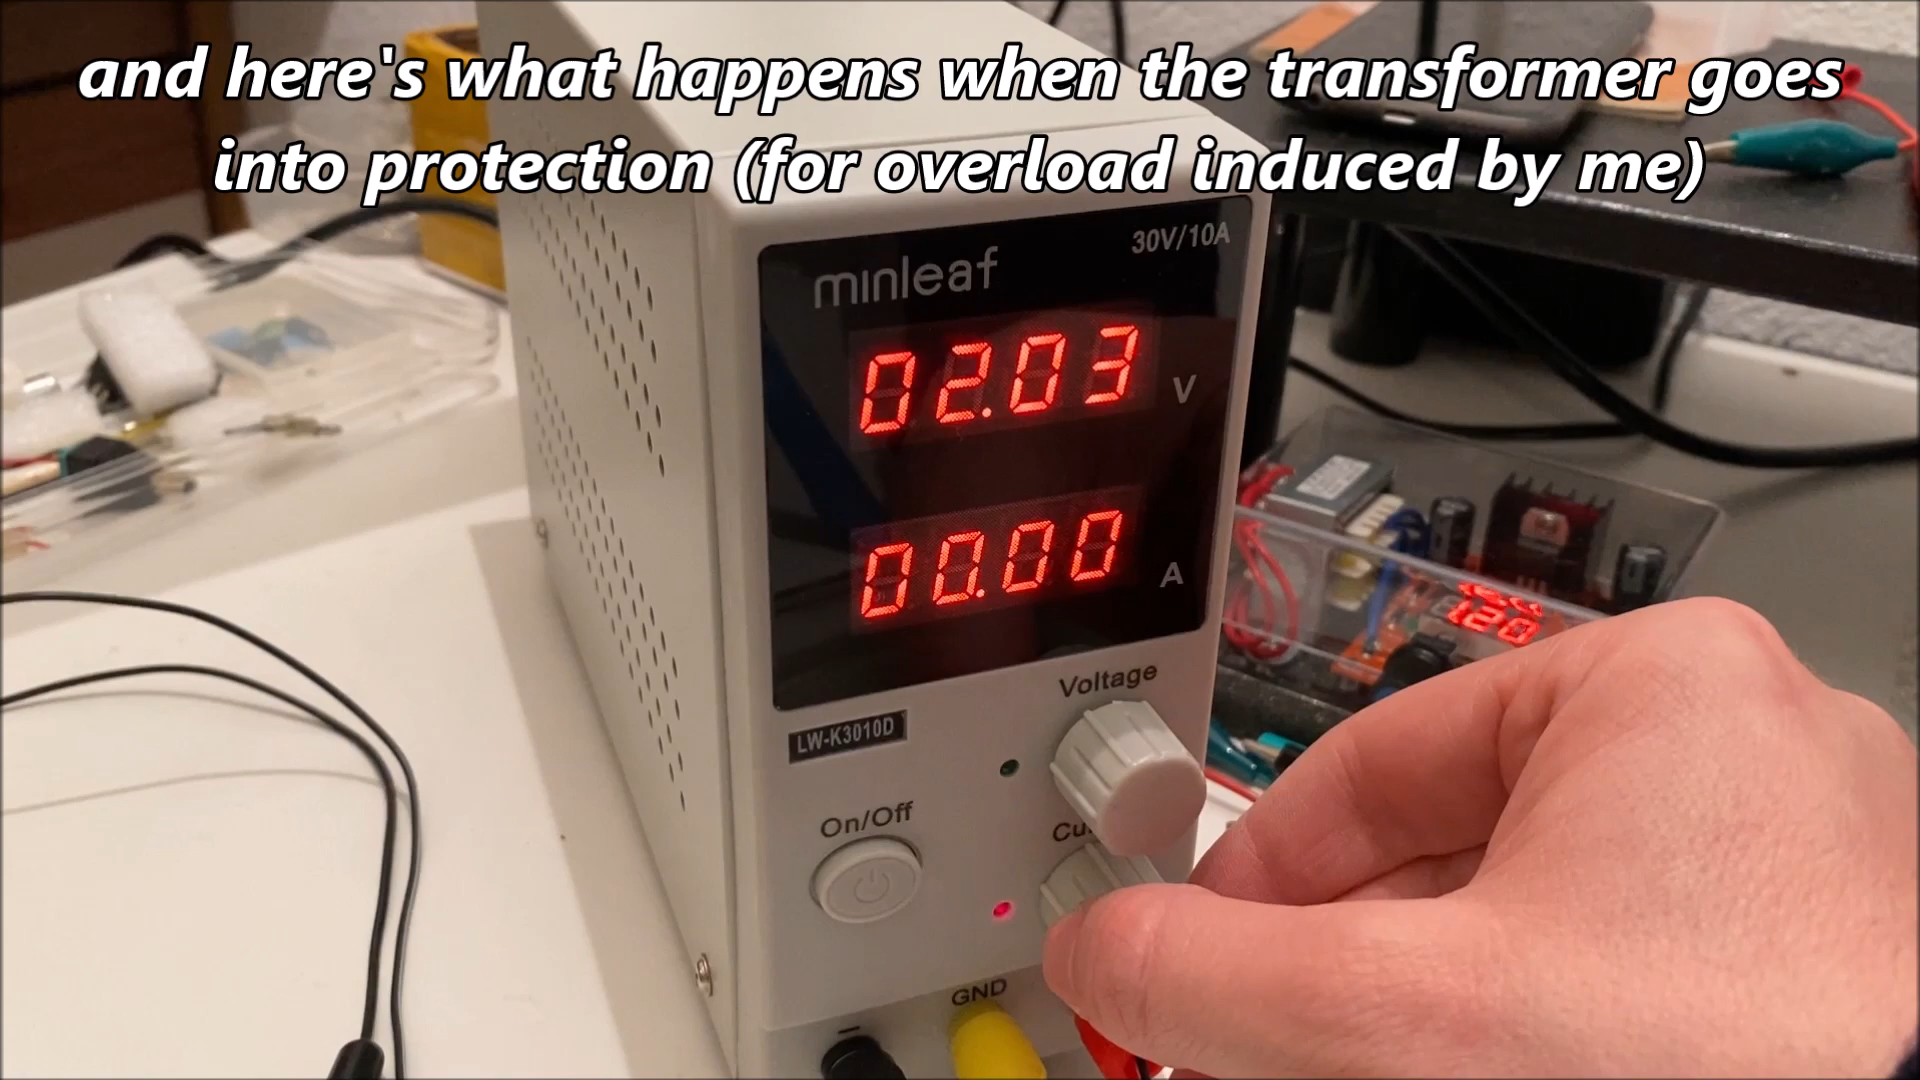 and here's what happens when the transformer goes
into protection (for overload induced by me)
30V/10A
minleaf
02.03 V
00.00 A
Voltage
LW-K3010D
On/Off
GND